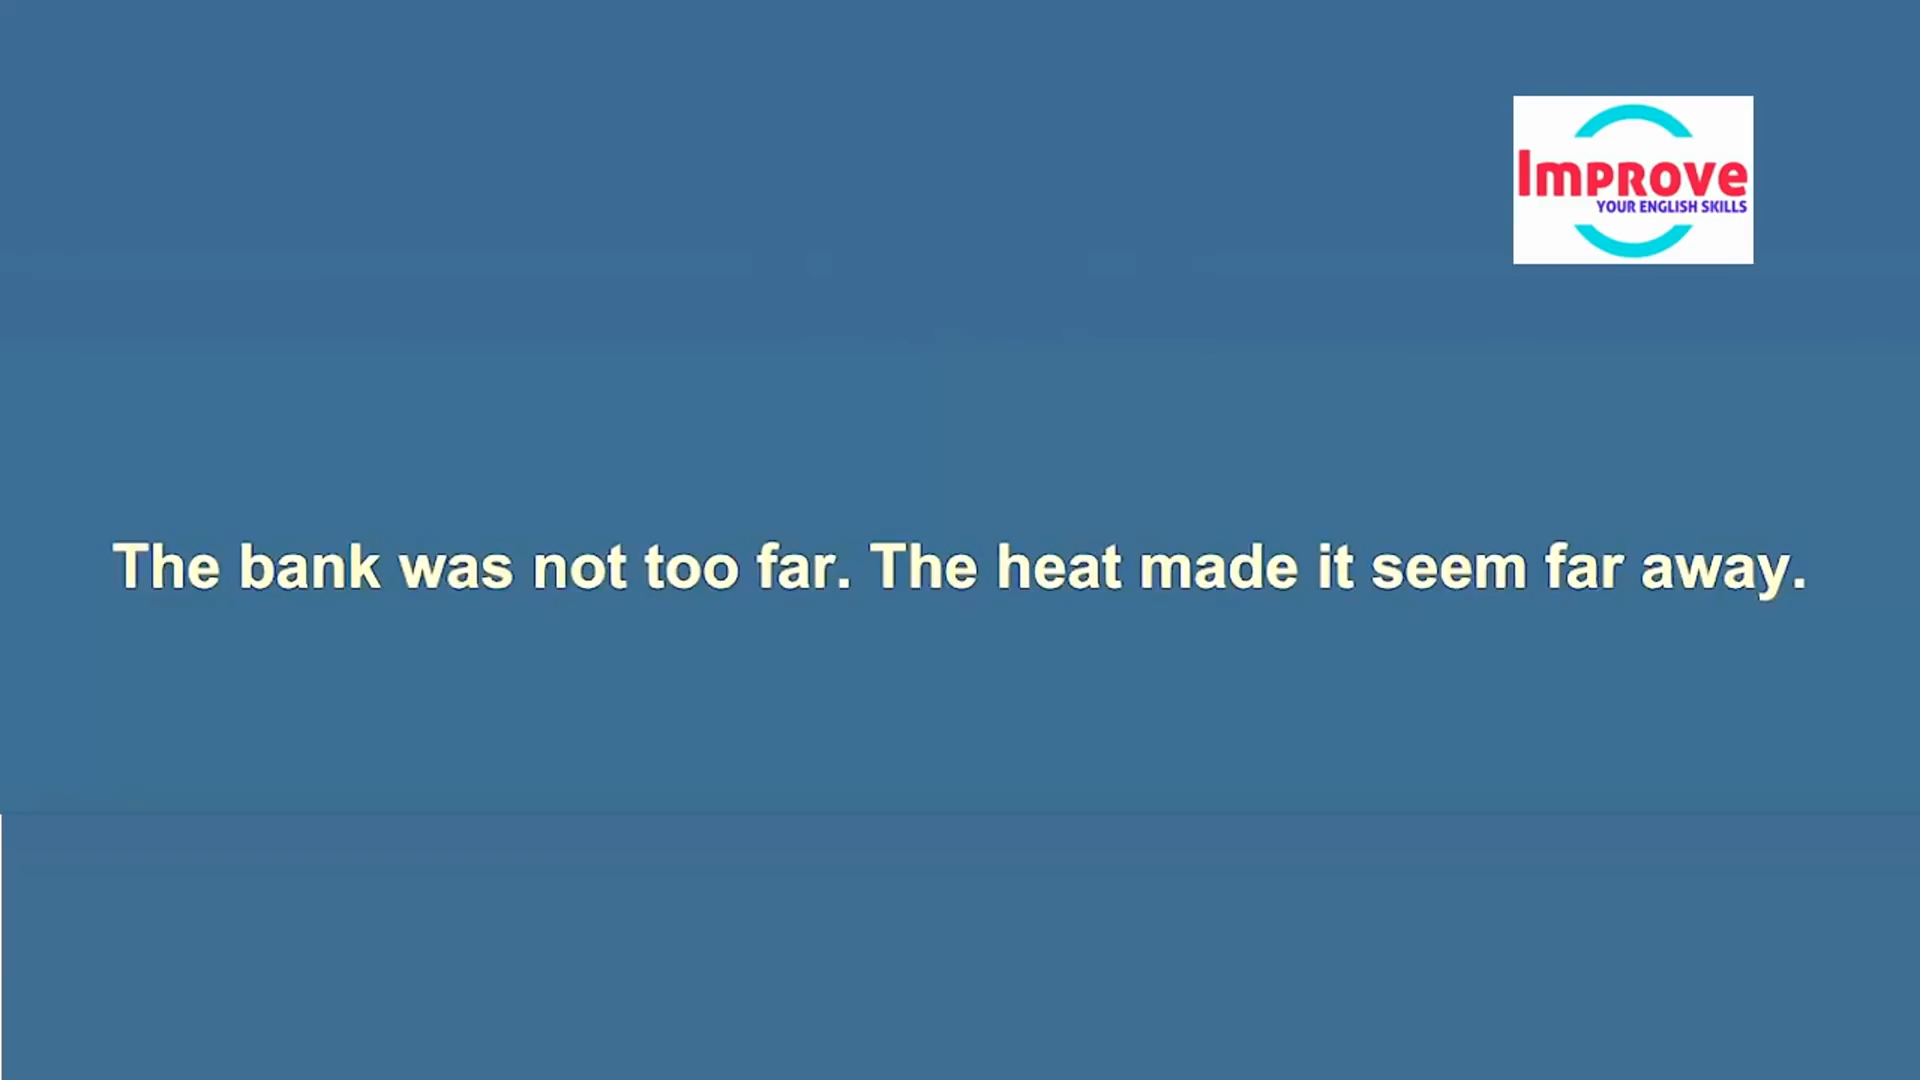 Improve
YOUR ENGLISH SKILLS
The bank was not too far. The heat made it seem far away.